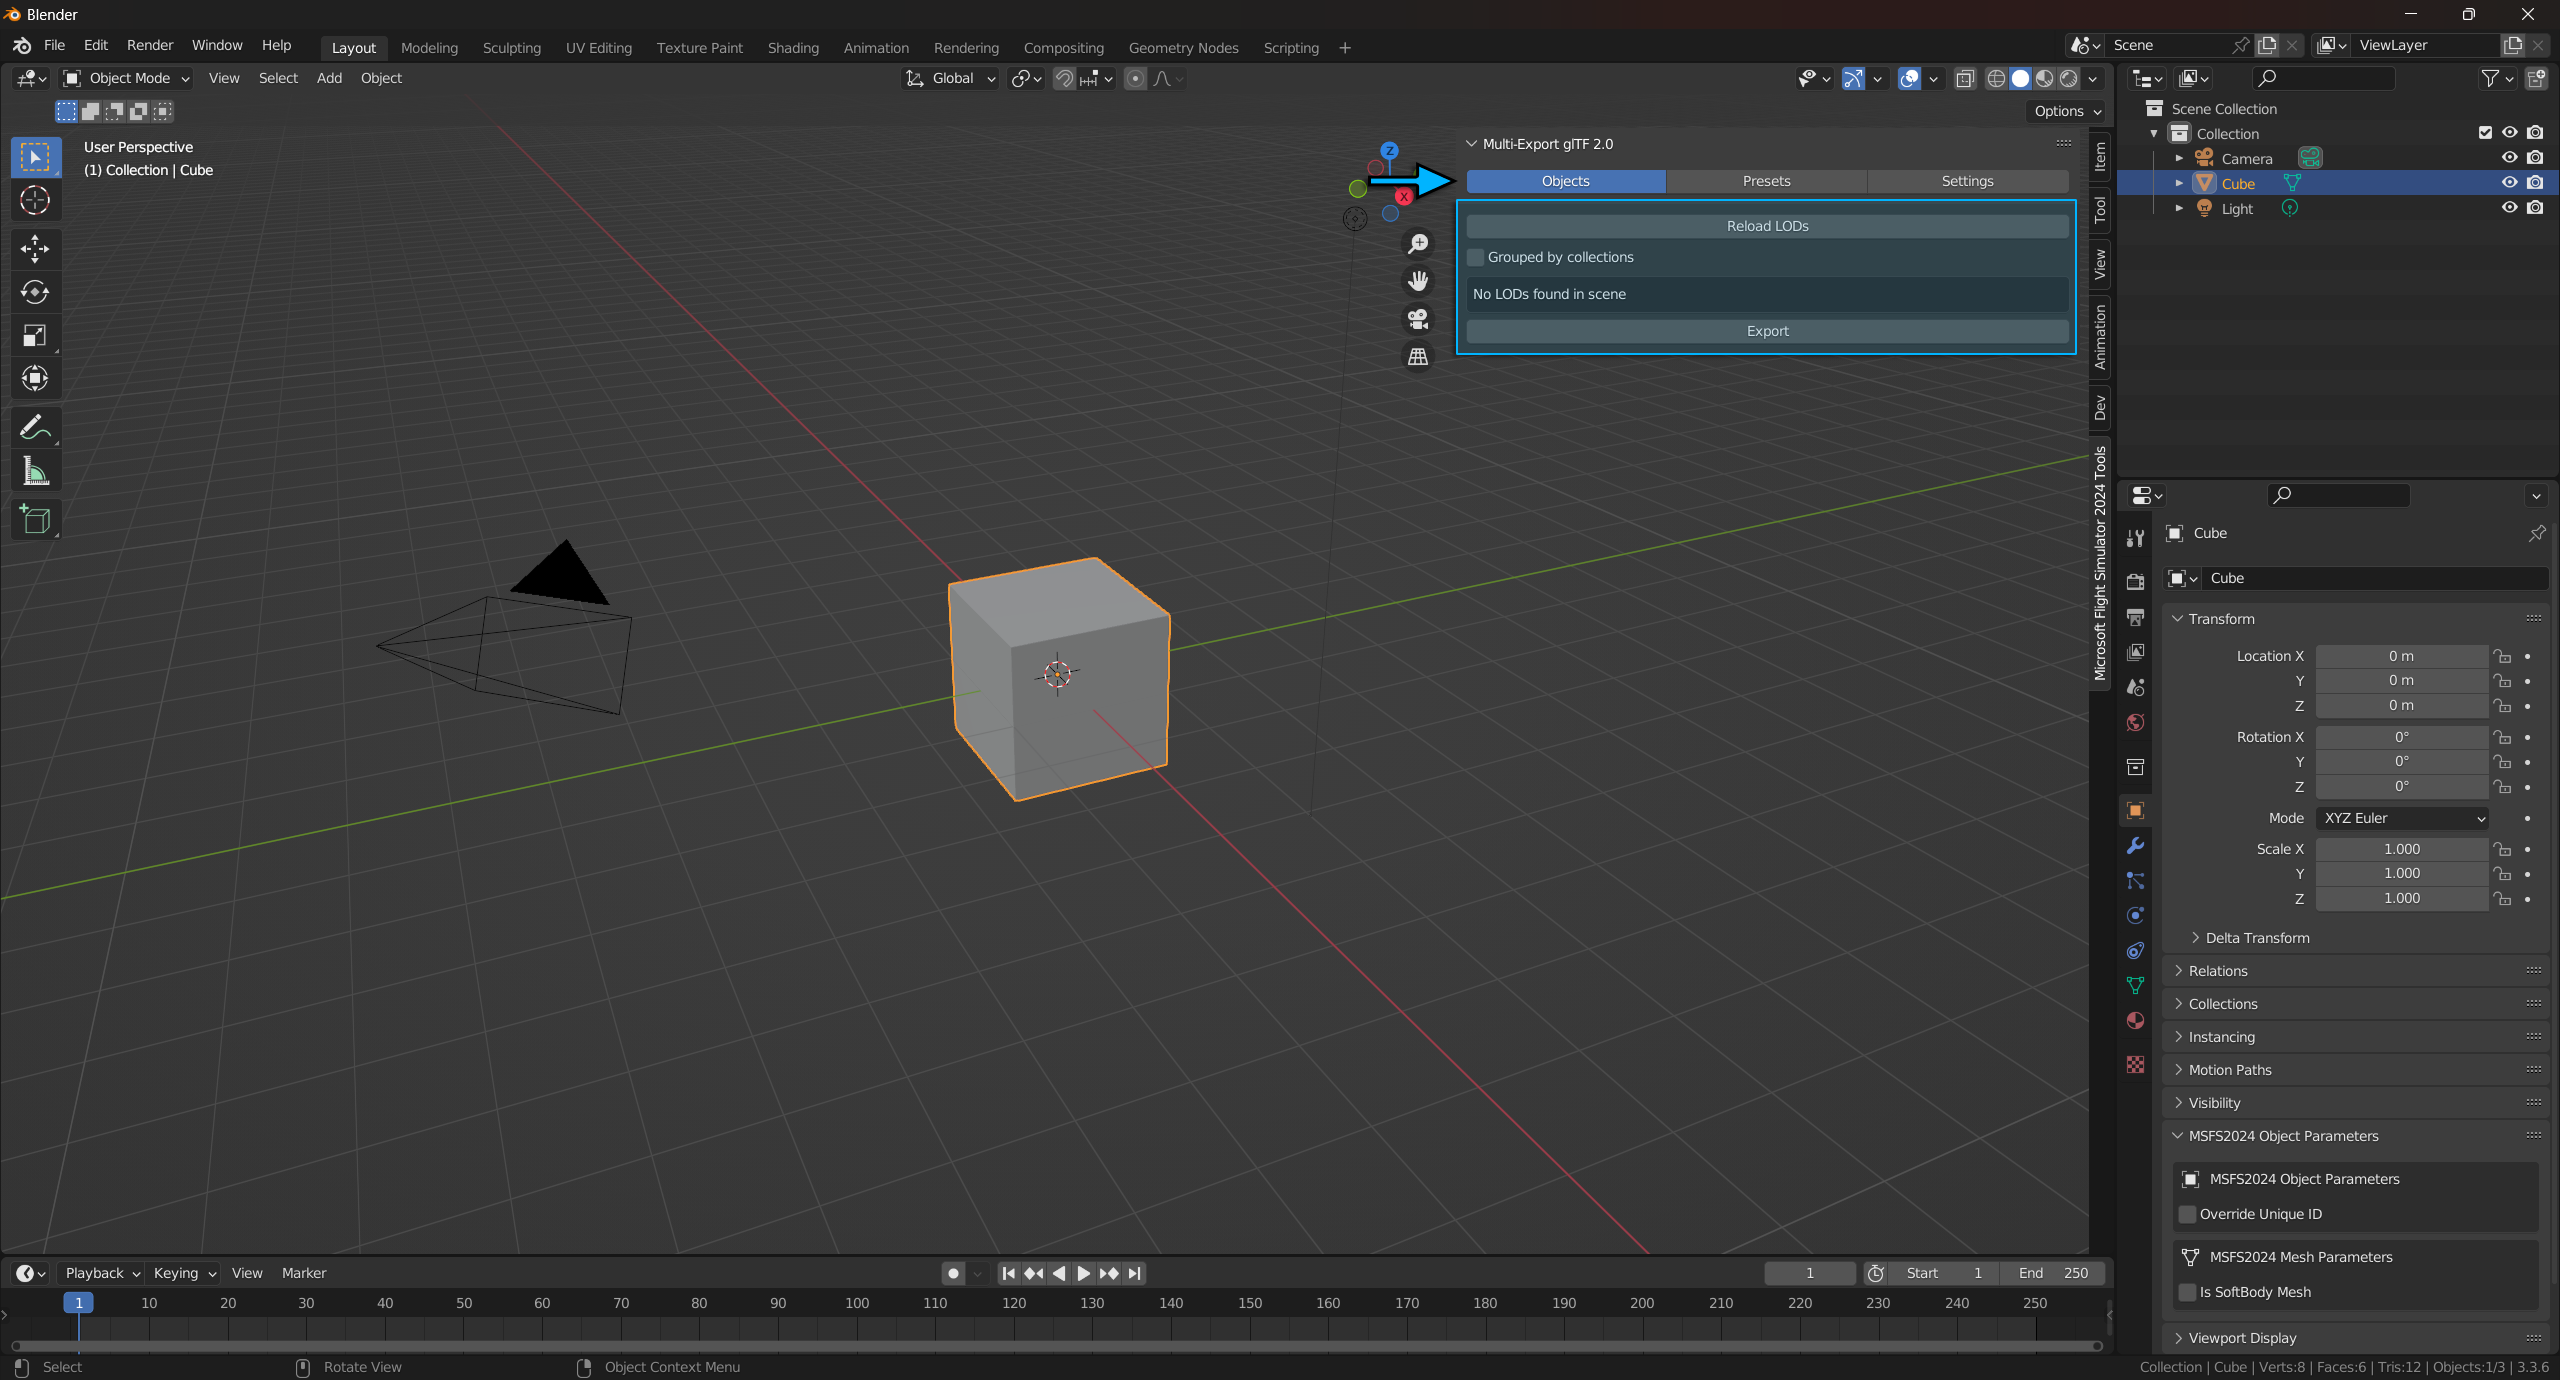 Blender
File Edit Render Window Help Layout Modeling Sculpting UV Editing Texture Paint Shading Animation Rendering Compositing Geometry Nodes Scripting + Scene ViewLayer
Object Mode View Select Add Object Global
Options
User Perspective
(1) Collection | Cube
Z
X
Multi-Export glTF 2.0
Objects Presets Settings
Reload LODs
Grouped by collections
No LODs found in scene
Export
Item
Tool
View
Animation
Dev
Microsoft Flight Simulator 2024 Tools
Scene Collection
Collection
Camera
Cube
Light
Cube
Cube
Transform
Location X 0 m
Y 0 m
Z 0 m
Rotation X 0°
Y 0°
Z 0°
Mode XYZ Euler
Scale X 1.000
Y 1.000
Z 1.000
Delta Transform
Relations
Collections
Instancing
Motion Paths
Visibility
MSFS2024 Object Parameters
MSFS2024 Object Parameters
Override Unique ID
MSFS2024 Mesh Parameters
Is SoftBody Mesh
Viewport Display
Playback Keying View Marker 1 Start 1 End 250
1 10 20 30 40 50 60 70 80 90 100 110 120 130 140 150 160 170 180 190 200 210 220 230 240 250
Select Rotate View Object Context Menu Collection | Cube | Verts:8 | Faces:6 | Tris:12 | Objects:1/3 | 3.3.6